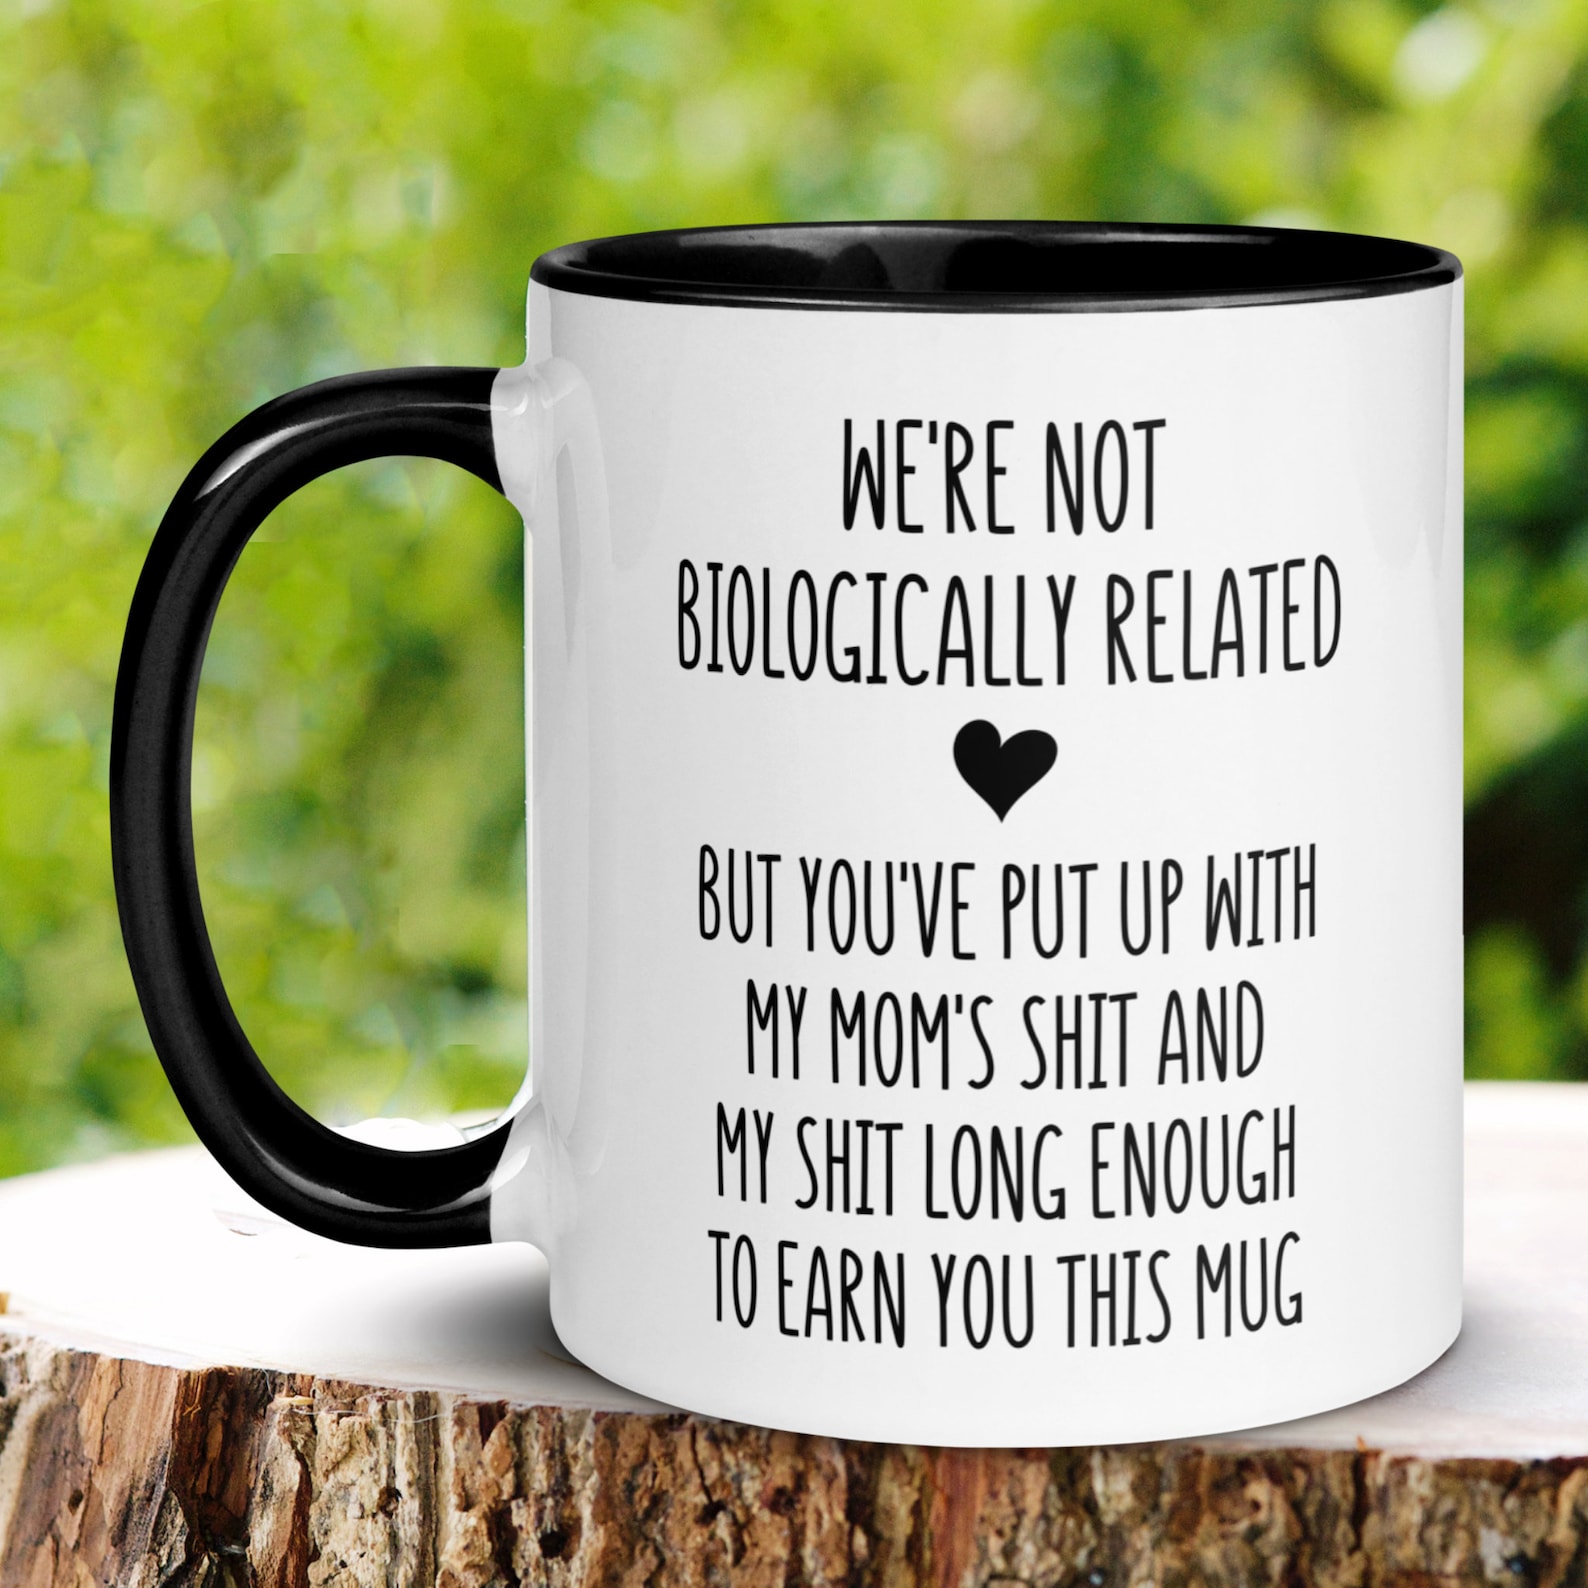 WE'RE NOT
BIOLOGICALLY RELATED
BUT YOU'VE PUT UP WITH
MY MOM'S SHIT AND
MY SHIT LONG ENOUGH
TO EARN YOU THIS MUG